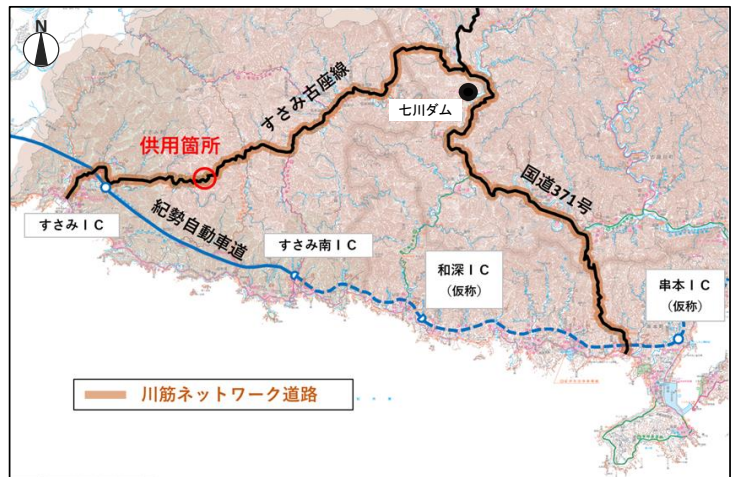 N
すさみ古座線
七川ダム
供用箇所
国道371号
すさみＩＣ
紀勢自動車道
すさみ南ＩＣ
和深ＩＣ
（仮称）
串本ＩＣ
（仮称）
川筋ネットワーク道路